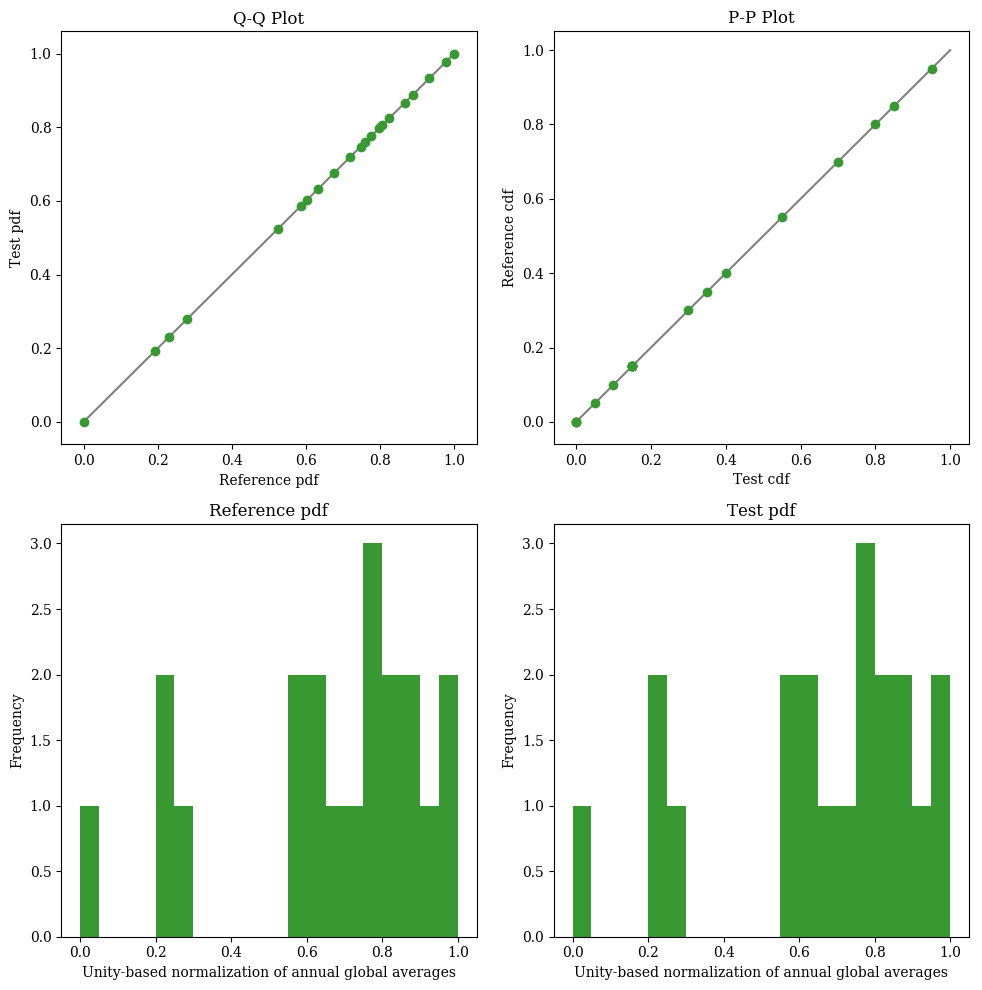 Q-Q Plot
1.0
0.8
0.6
0.4
0.2
0.0
Test pdf
0.0 0.2 0.4 0.6 0.8 1.0
Reference pdf
P-P Plot
1.0
0.8
0.6
0.4
0.2
0.0
Reference cdf
0.0 0.2 0.4 0.6 0.8 1.0
Test cdf
Reference pdf
3.0
2.5
2.0
1.5
1.0
0.5
0.0
Frequency
0.0 0.2 0.4 0.6 0.8 1.0
Unity-based normalization of annual global averages
Test pdf
3.0
2.5
2.0
1.5
1.0
0.5
0.0
Frequency
0.0 0.2 0.4 0.6 0.8 1.0
Unity-based normalization of annual global averages